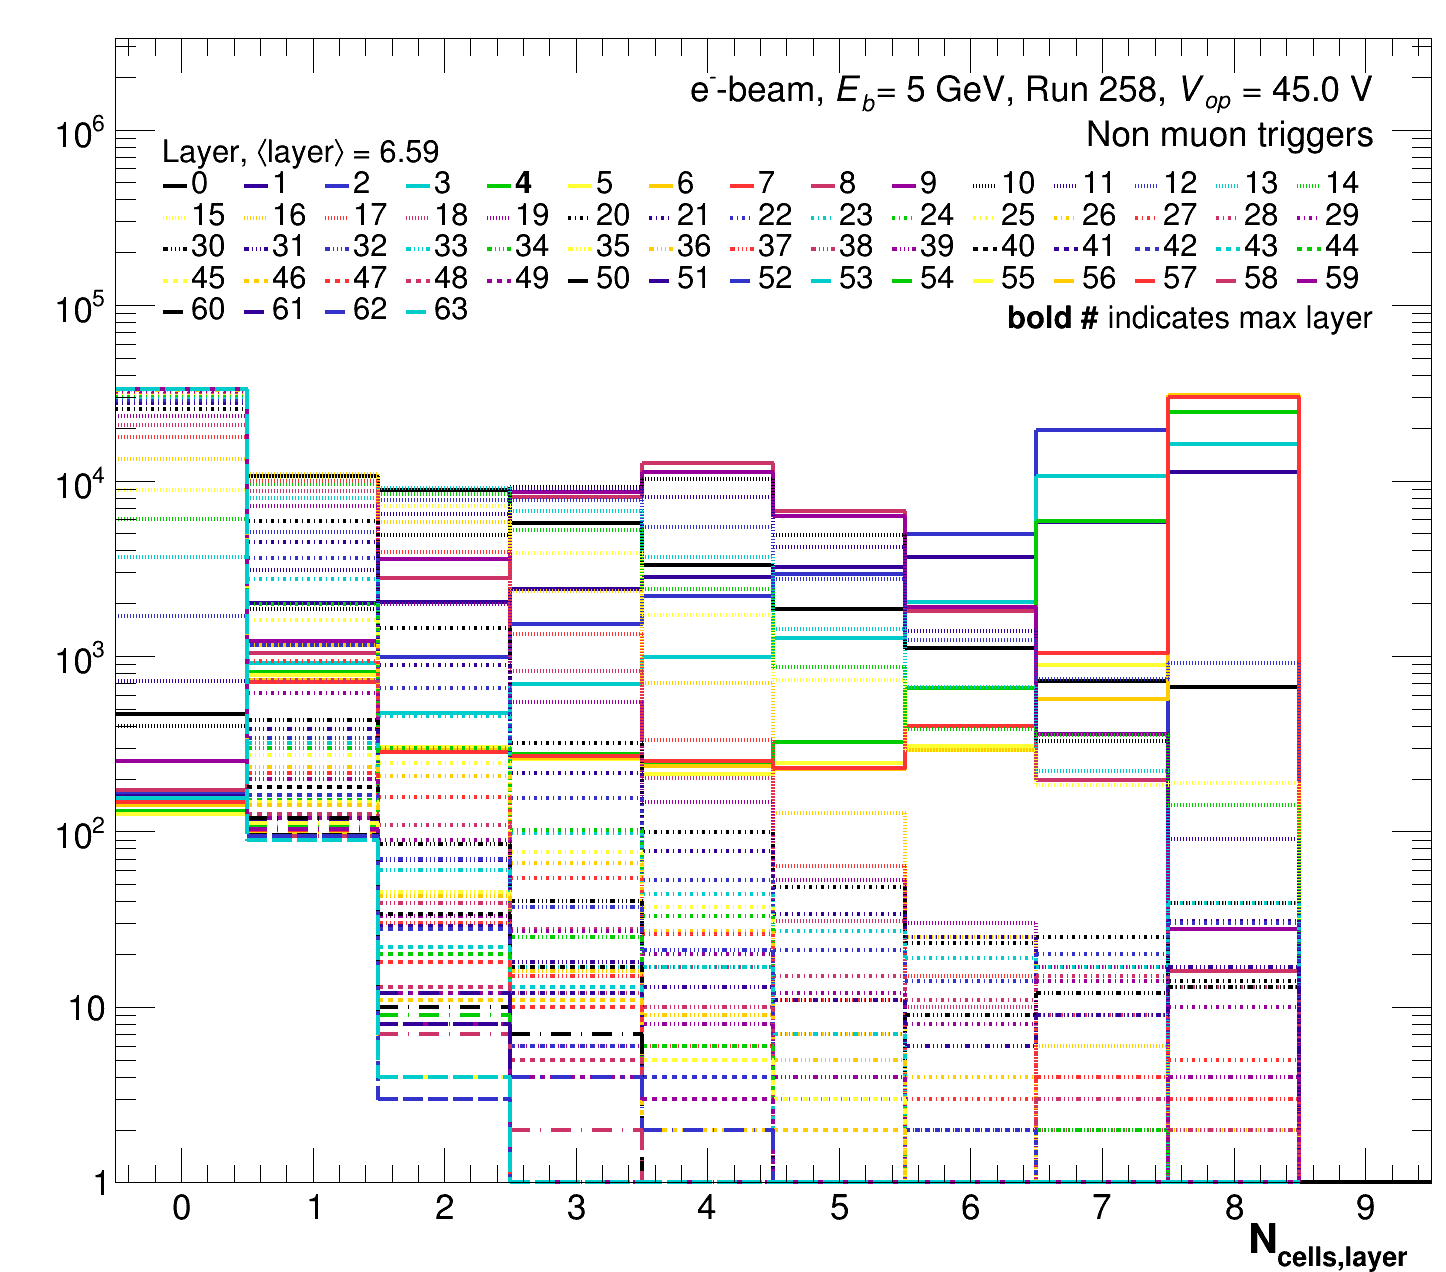 e⁻-beam, E_b= 5 GeV, Run 258, V_op = 45.0 V
Non muon triggers
Layer, ⟨layer⟩ = 6.59
0 1 2 3 4 5 6 7 8 9 10 11 12 13 14
15 16 17 18 19 20 21 22 23 24 25 26 27 28 29
30 31 32 33 34 35 36 37 38 39 40 41 42 43 44
45 46 47 48 49 50 51 52 53 54 55 56 57 58 59
60 61 62 63
bold # indicates max layer
10⁶
10⁵
10⁴
10³
10²
10
1
0 1 2 3 4 5 6 7 8 9
N_cells,layer